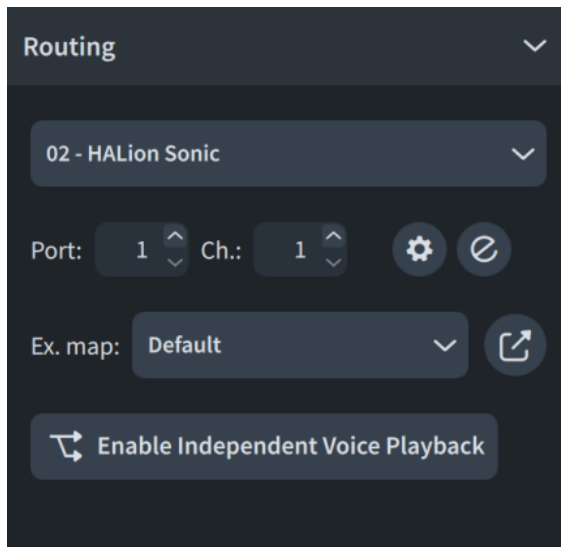 Routing
02 - HALion Sonic
Port: 1 Ch.: 1
Ex. map: Default
Enable Independent Voice Playback